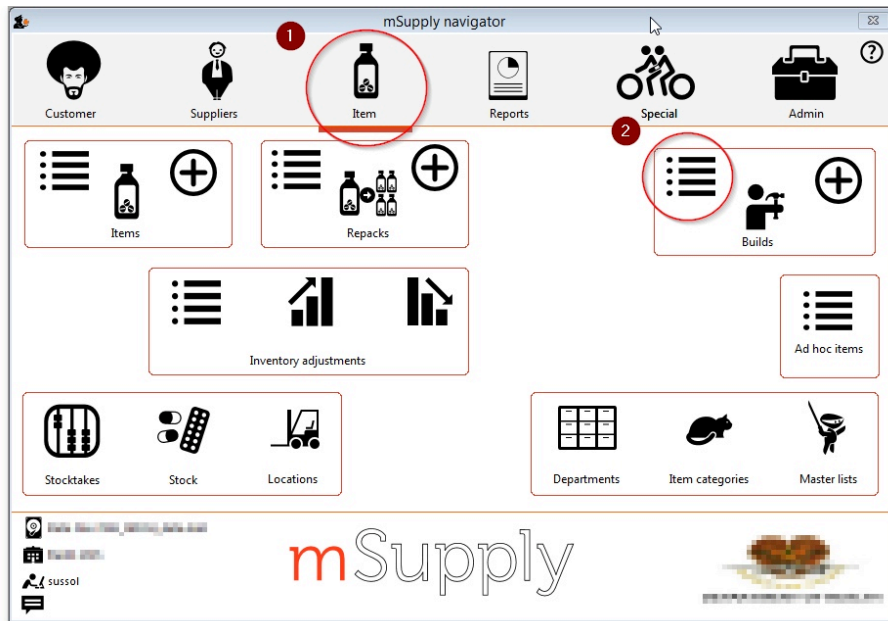 mSupply navigator
1
Customer
Suppliers
Item
Reports
Special
Admin
?
2
Items
Repacks
Builds
Inventory adjustments
Ad hoc items
Stocktakes
Stock
Locations
Departments
Item categories
Master lists
sussol
mSupply